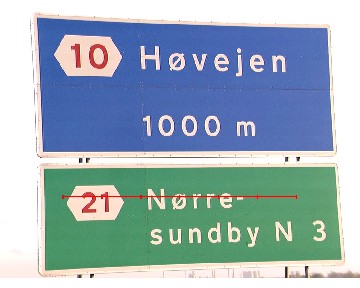 10 Høvejen
1000 m
21 Nørre-
sundby N 3